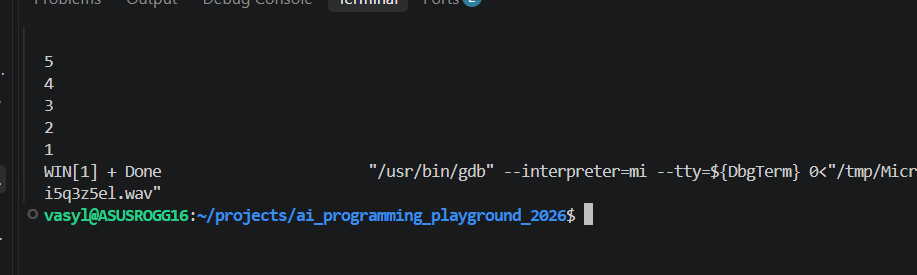 Problems Output Debug Console Terminal Ports 2
5
4
3
2
1
WIN[1] + Done "/usr/bin/gdb" --interpreter=mi --tty=${DbgTerm} 0<"/tmp/Micr
i5q3z5el.wav"
vasyl@ASUSROGG16:~/projects/ai_programming_playground_2026$